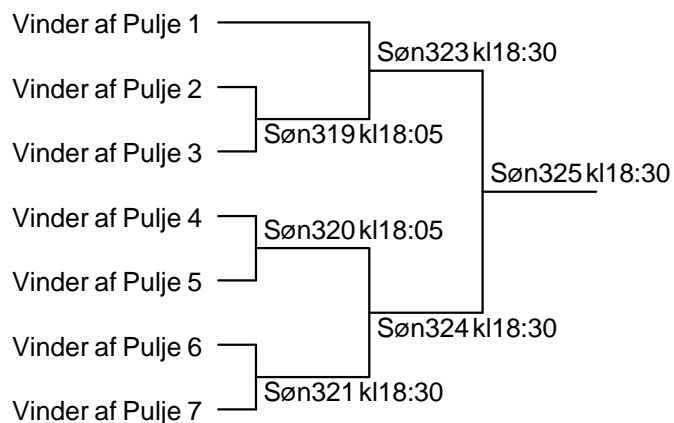 Vinder af Pulje 1
Søn323 kl18:30
Vinder af Pulje 2
Søn319 kl18:05
Vinder af Pulje 3
Søn325 kl18:30
Vinder af Pulje 4
Søn320 kl18:05
Vinder af Pulje 5
Søn324 kl18:30
Vinder af Pulje 6
Søn321 kl18:30
Vinder af Pulje 7